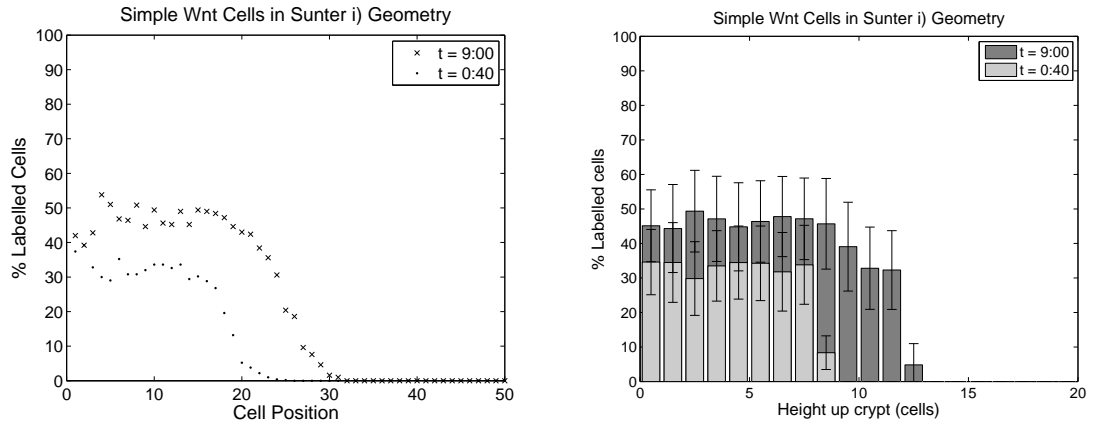 Simple Wnt Cells in Sunter i) Geometry
100
90
80
70
60
50
40
30
20
10
0
0 10 20 30 40 50
% Labelled Cells
Cell Position
t = 9:00
t = 0:40
Simple Wnt Cells in Sunter i) Geometry
100
90
80
70
60
50
40
30
20
10
0
0 5 10 15 20
% Labelled cells
Height up crypt (cells)
t = 9:00
t = 0:40